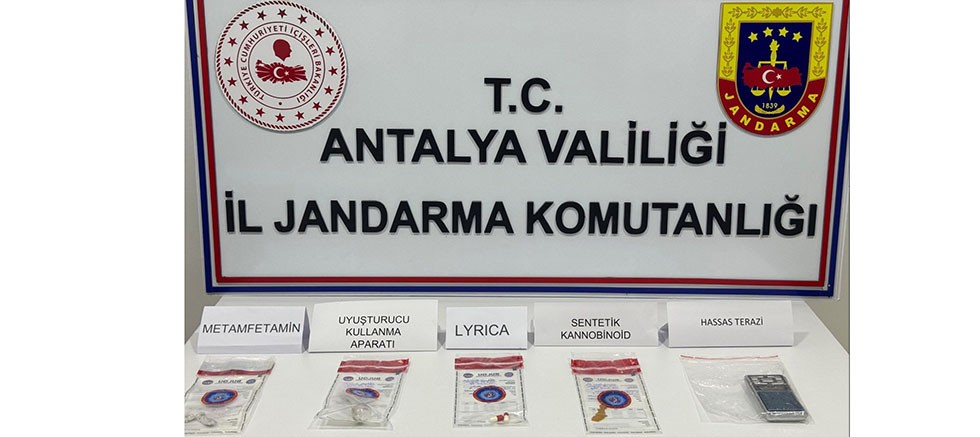 TÜRKİYE CUMHURİYETİ İÇİŞLERİ BAKANLIĞI
1839
JANDARMA
T.C.
ANTALYA VALİLİĞİ
İL JANDARMA KOMUTANLIĞI
METAMFETAMİN
UYUŞTURUCU
KULLANMA
APARATI
LYRICA
SENTETİK
KANNOBİNOİD
HASSAS TERAZİ